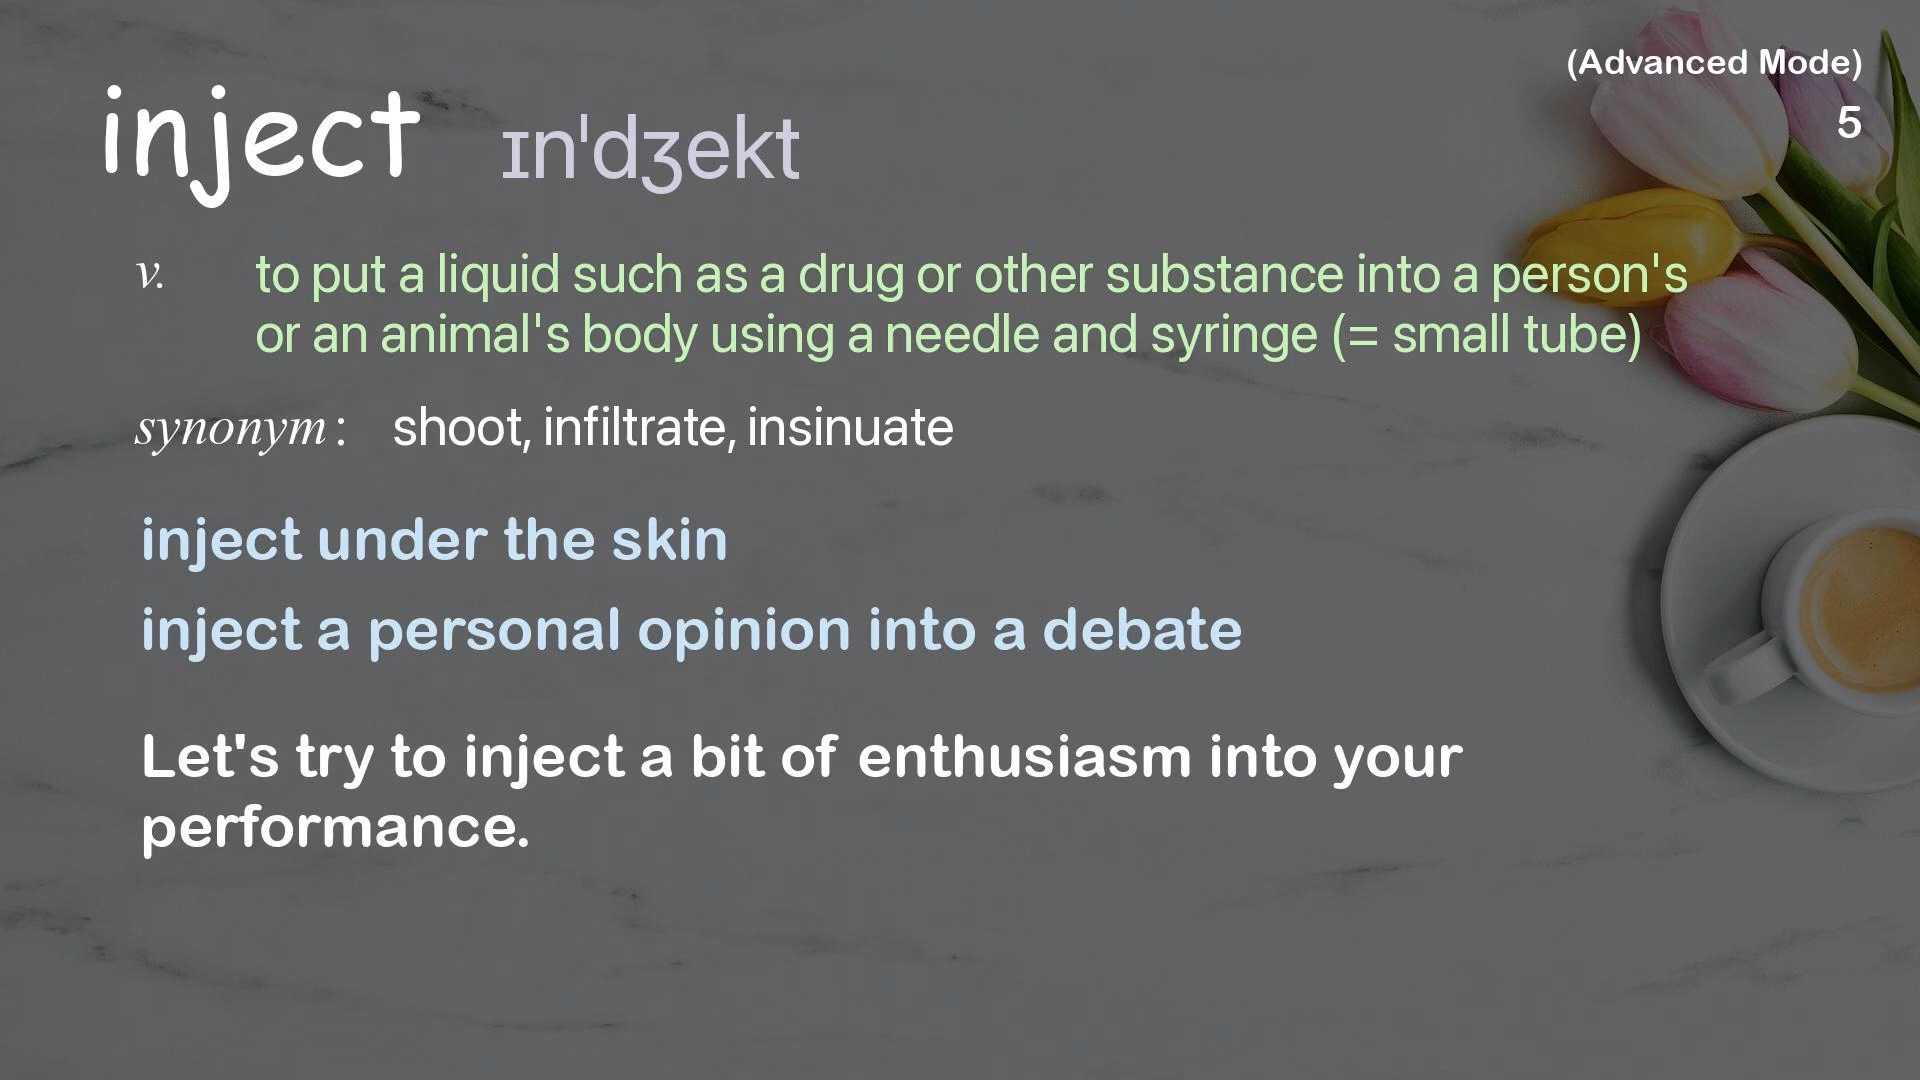 (Advanced Mode)
5
inject ɪnˈdʒekt
v. to put a liquid such as a drug or other substance into a person's
or an animal's body using a needle and syringe (= small tube)
synonym: shoot, infiltrate, insinuate
inject under the skin
inject a personal opinion into a debate
Let's try to inject a bit of enthusiasm into your
performance.